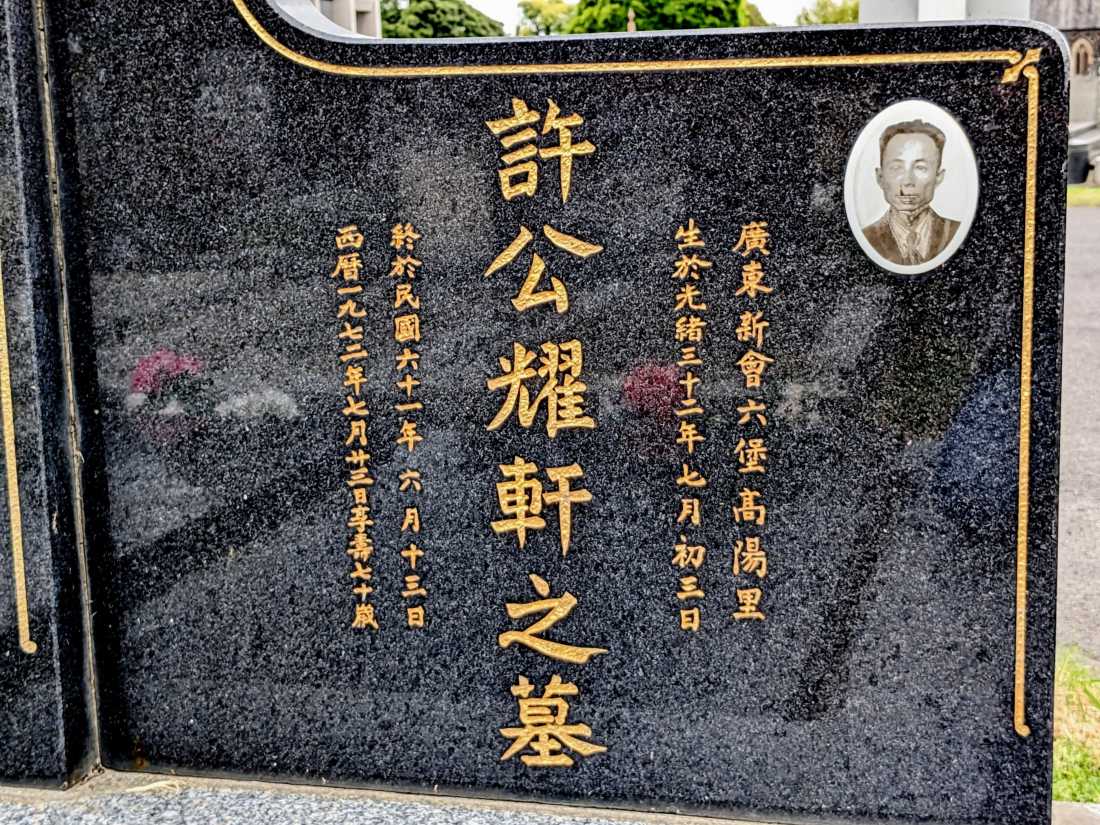 廣東新會六堡高陽里
生於光緒三十二年七月初三日
許公耀軒之墓
終於民國六十一年六月十三日
西曆一九七二年七月廿三日享壽七十歲